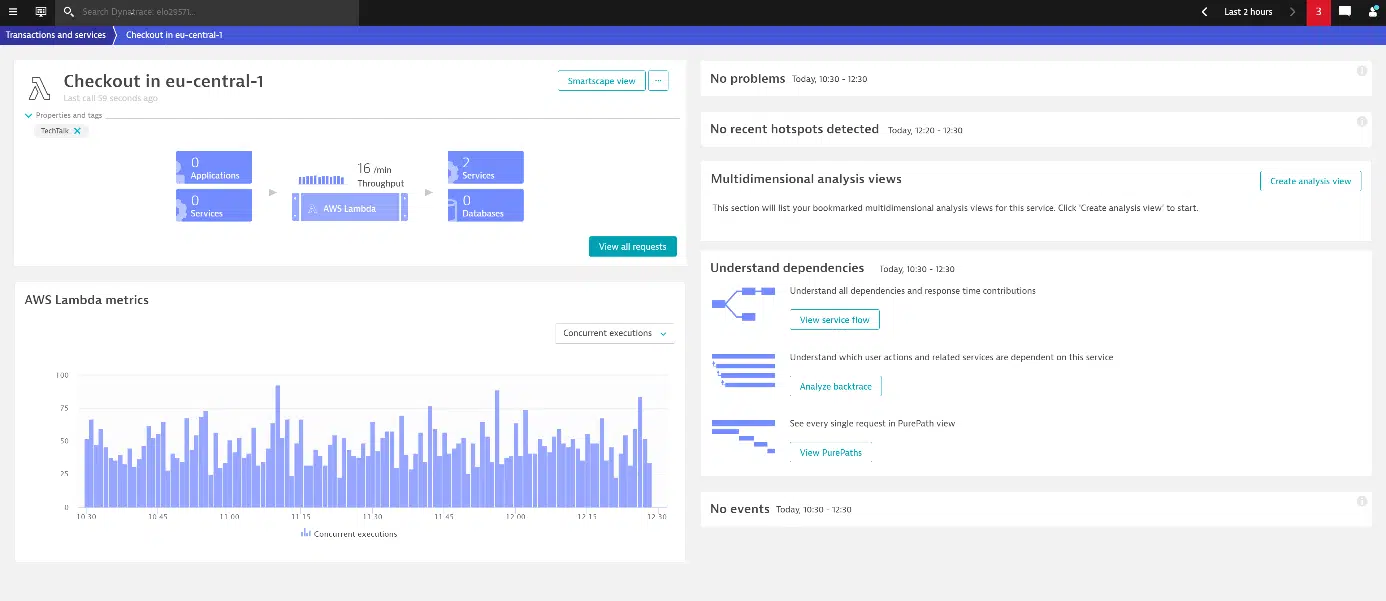 Search Dynatrace: elo29571...
Last 2 hours
3
Transactions and services
Checkout in eu-central-1
Checkout in eu-central-1
Last call 59 seconds ago
Smartscape view
...
Properties and tags
TechTalk
0
Applications
0
Services
16 /min
Throughput
AWS Lambda
2
Services
0
Databases
View all requests
AWS Lambda metrics
Concurrent executions
100
75
50
25
0
10:30 10:45 11:00 11:15 11:30 11:45 12:00 12:15 12:30
Concurrent executions
No problems Today, 10:30 - 12:30
No recent hotspots detected Today, 12:20 - 12:30
Multidimensional analysis views
Create analysis view
This section will list your bookmarked multidimensional analysis views for this service. Click 'Create analysis view' to start.
Understand dependencies Today, 10:30 - 12:30
Understand all dependencies and response time contributions
View service flow
Understand which user actions and related services are dependent on this service
Analyze backtrace
See every single request in PurePath view
View PurePaths
No events Today, 10:30 - 12:30